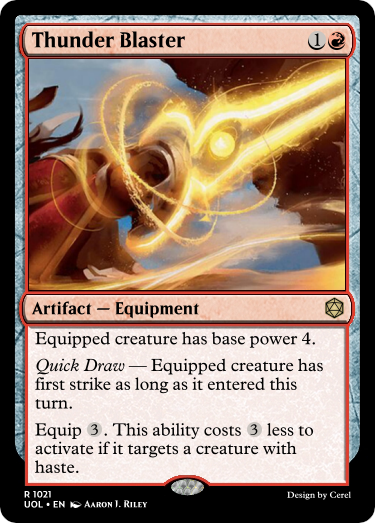 Thunder Blaster 1
Artifact — Equipment
Equipped creature has base power 4.
Quick Draw — Equipped creature has
first strike as long as it entered this
turn.
Equip 3. This ability costs 3 less to
activate if it targets a creature with
haste.
R 1021
UOL • EN Aaron J. Riley
Design by Cerel